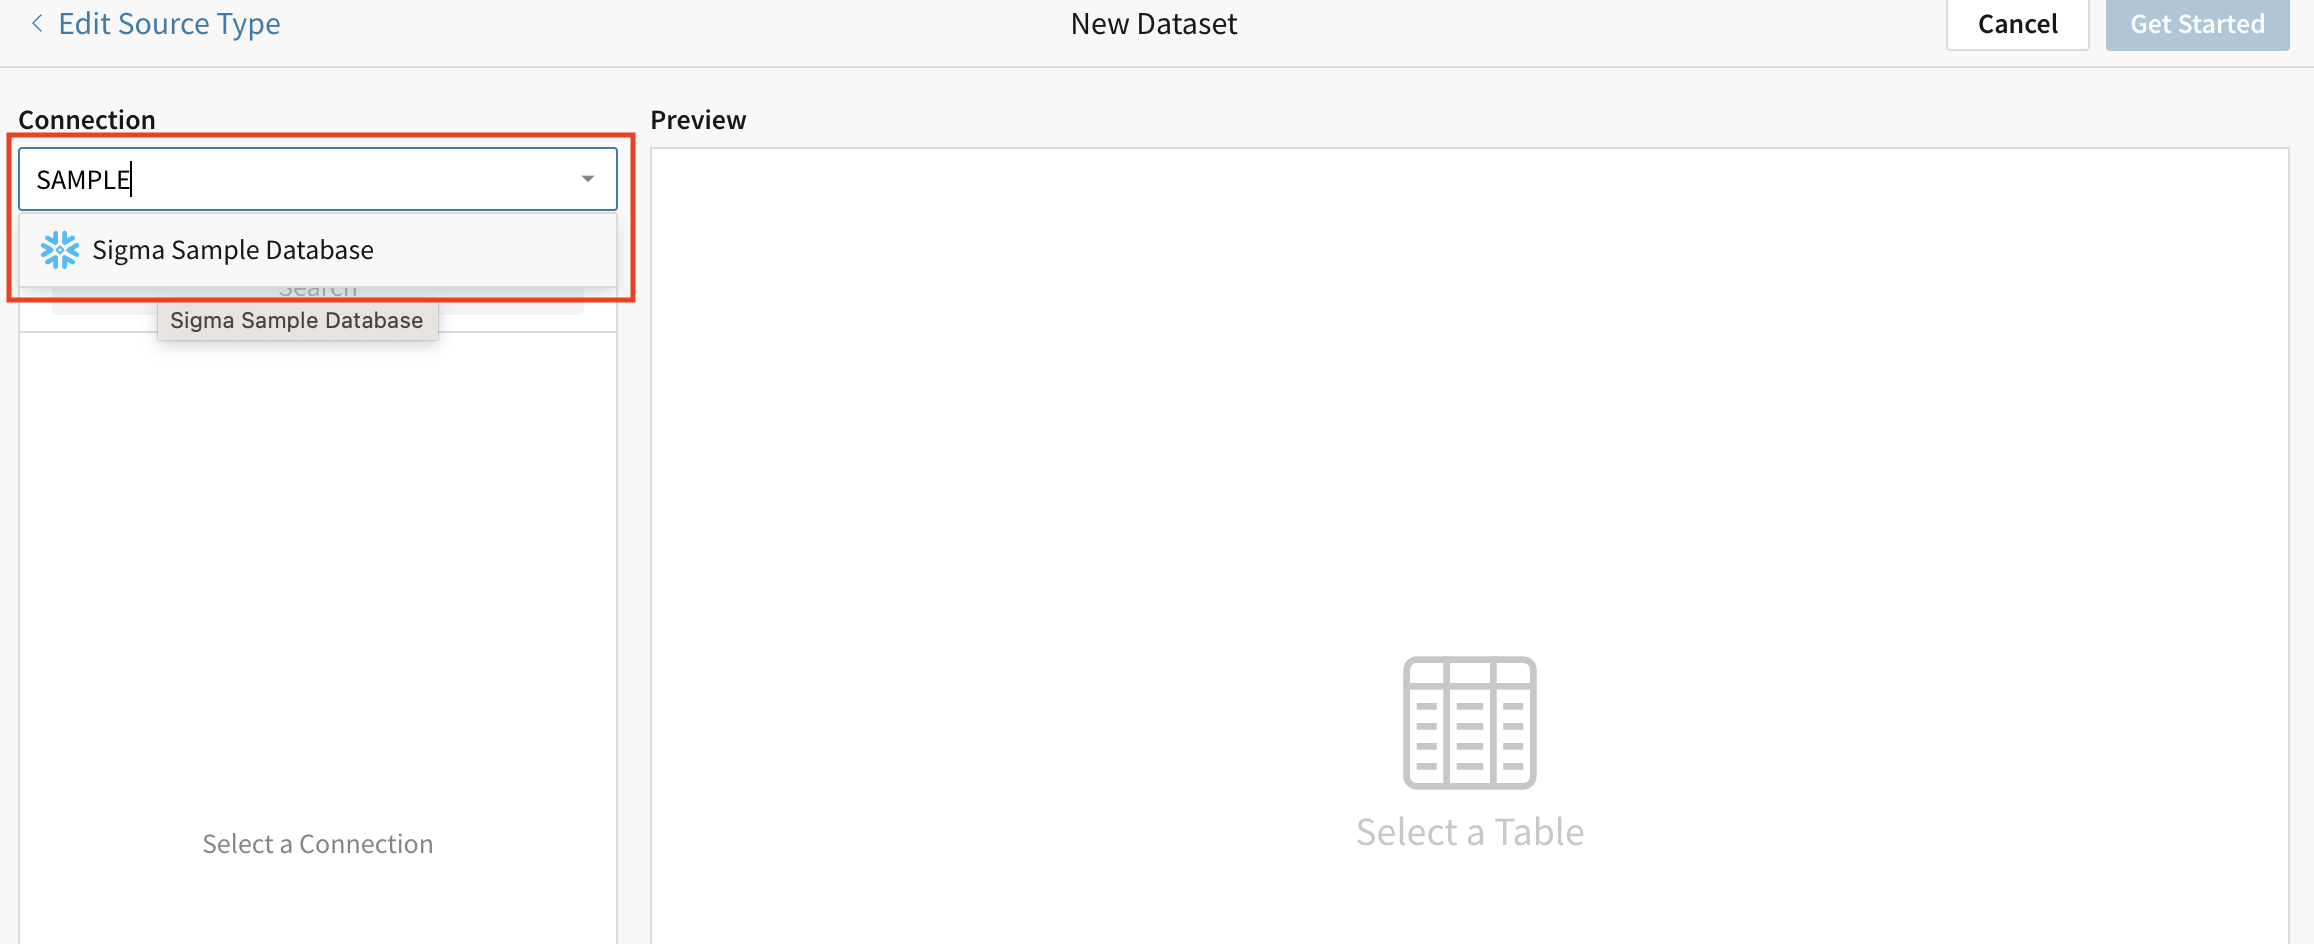 Edit Source Type
New Dataset
Cancel
Get Started
Connection
Preview
SAMPLE
Sigma Sample Database
Search
Sigma Sample Database
Select a Connection
Select a Table